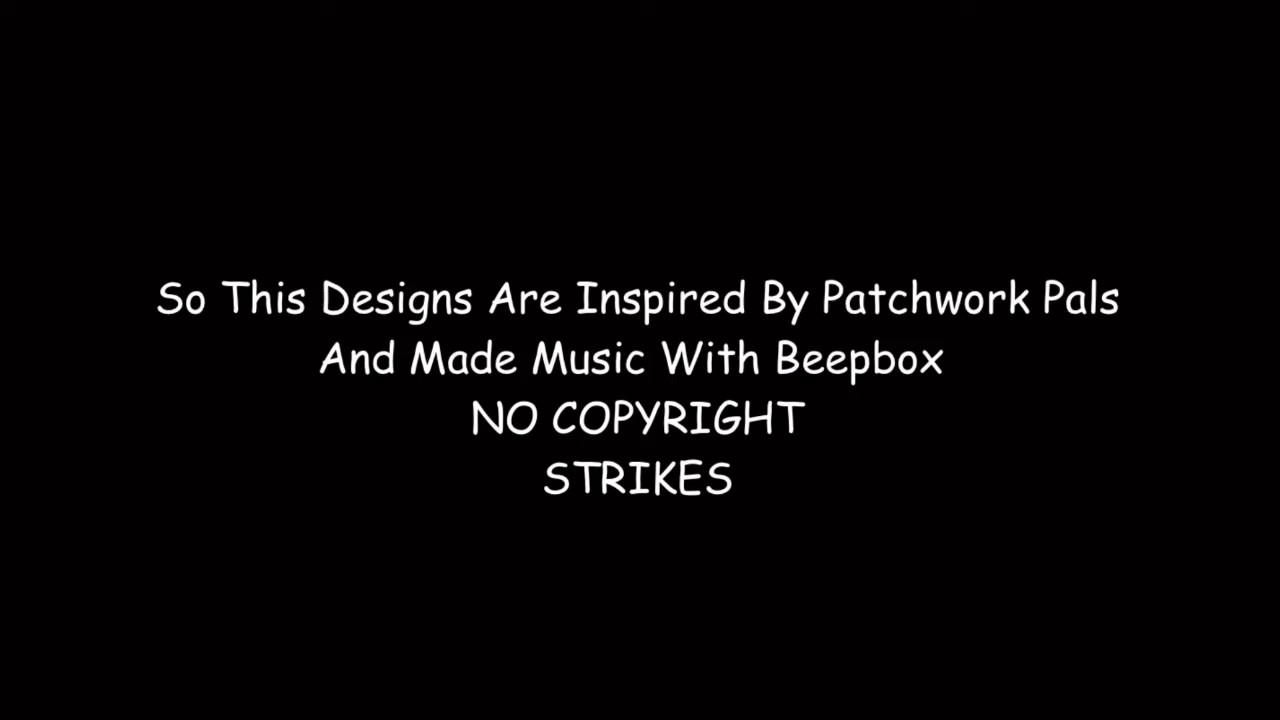 So This Designs Are Inspired By Patchwork Pals
And Made Music With Beepbox
NO COPYRIGHT
STRIKES